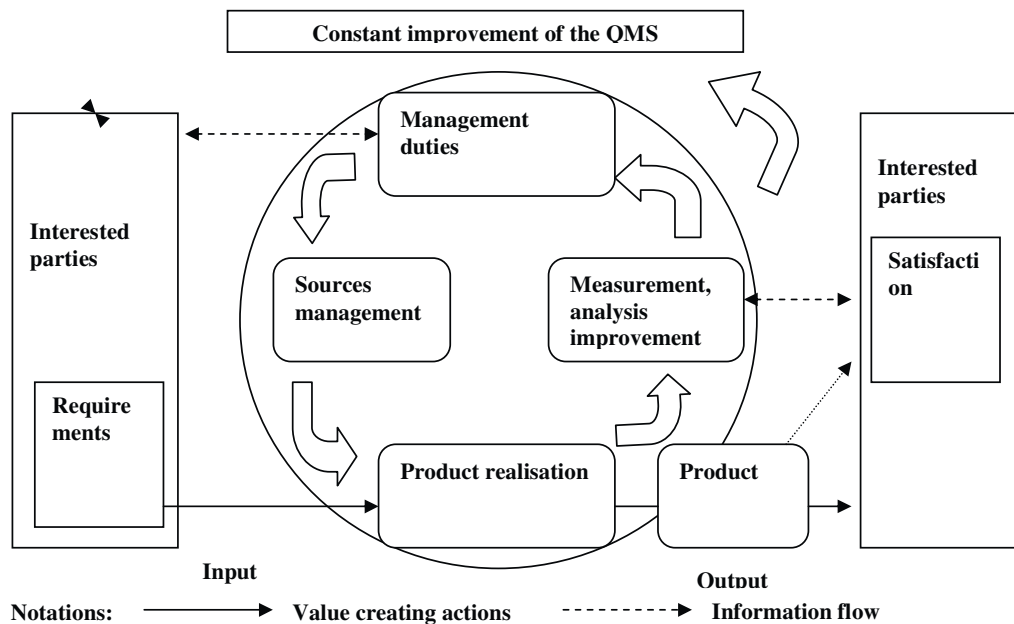 Constant improvement of the QMS
Management
duties
Interested
parties
Interested
parties
Sources
management
Measurement,
analysis
improvement
Satisfacti
on
Require
ments
Product realisation
Product
Input
Output
Notations:
Value creating actions
Information flow